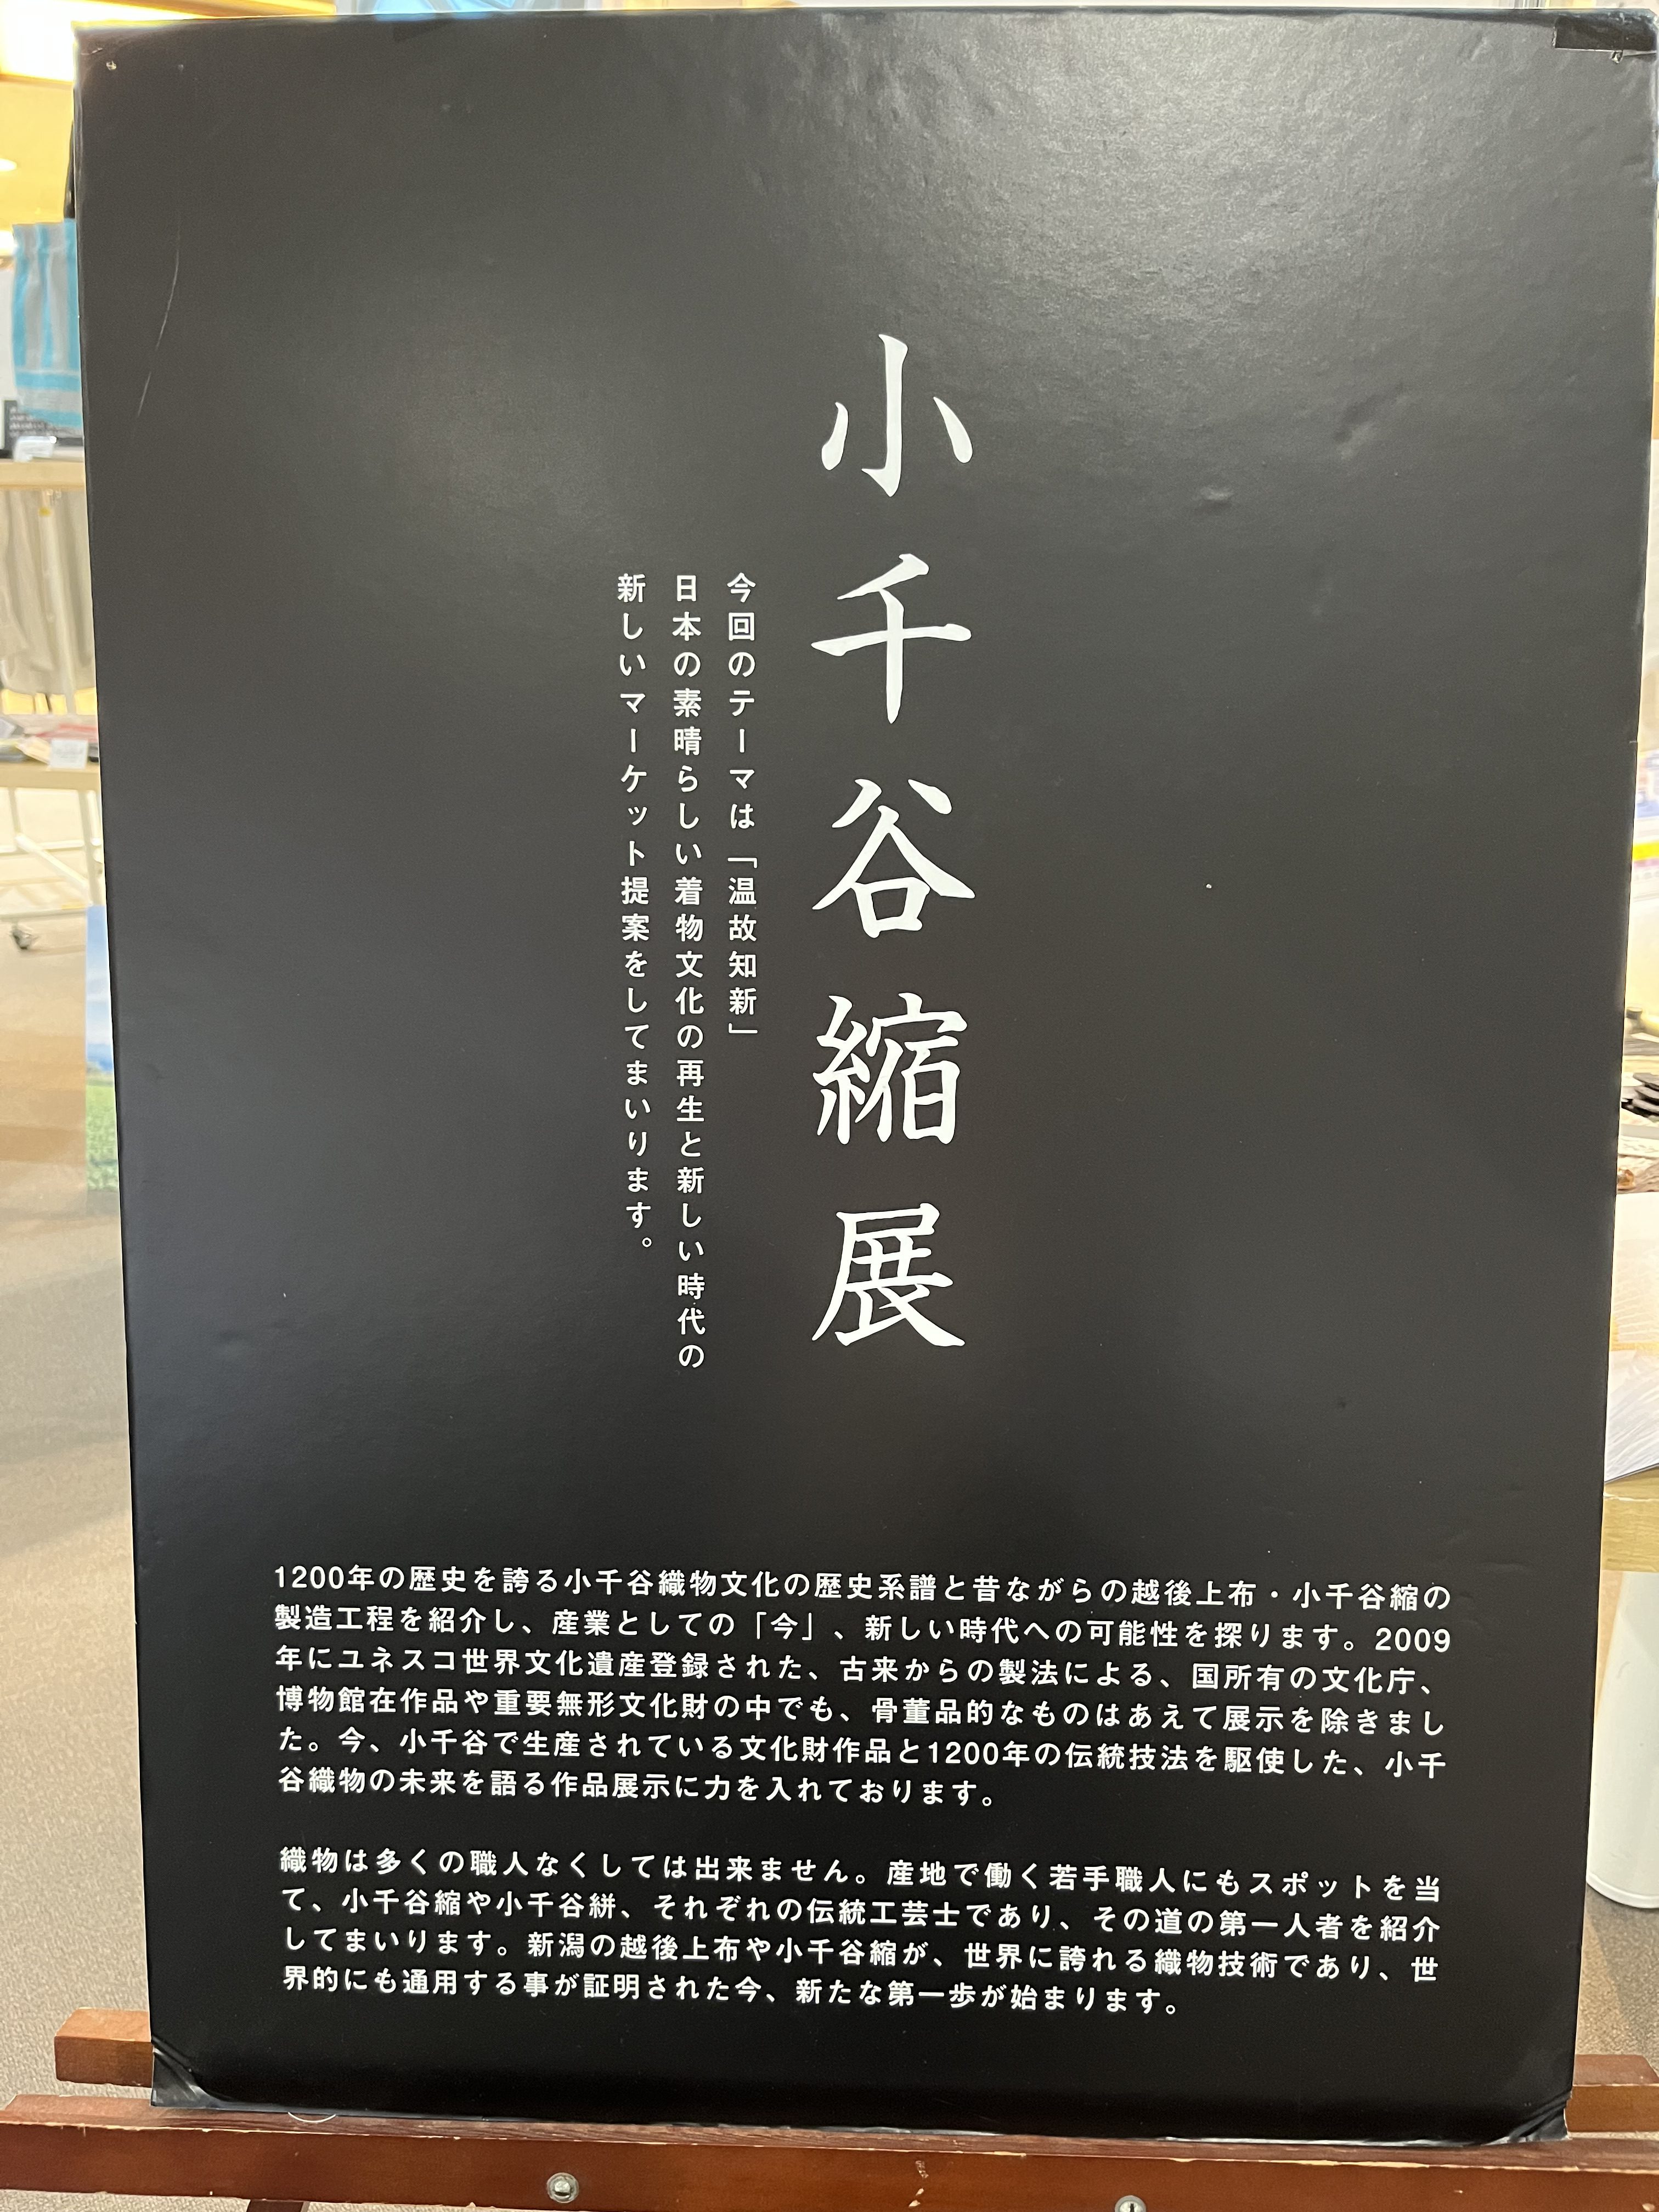 小千谷縮展
今回のテーマは「温故知新」
日本の素晴らしい着物文化の再生と新しい時代の
新しいマーケット提案をしてまいります。
1200年の歴史を誇る小千谷織物文化の歴史系譜と昔ながらの越後上布・小千谷縮の
製造工程を紹介し、産業としての「今」、新しい時代への可能性を探ります。2009
年にユネスコ世界文化遺産登録された、古来からの製法による、国所有の文化庁、
博物館在作品や重要無形文化財の中でも、骨董品的なものはあえて展示を除きまし
た。今、小千谷で生産されている文化財作品と1200年の伝統技法を駆使した、小千
谷織物の未来を語る作品展示に力を入れております。
織物は多くの職人なくしては出来ません。産地で働く若手職人にもスポットを当
て、小千谷縮や小千谷絣、それぞれの伝統工芸士であり、その道の第一人者を紹介
してまいります。新潟の越後上布や小千谷縮が、世界に誇れる織物技術であり、世
界的にも通用する事が証明された今、新たな第一歩が始まります。